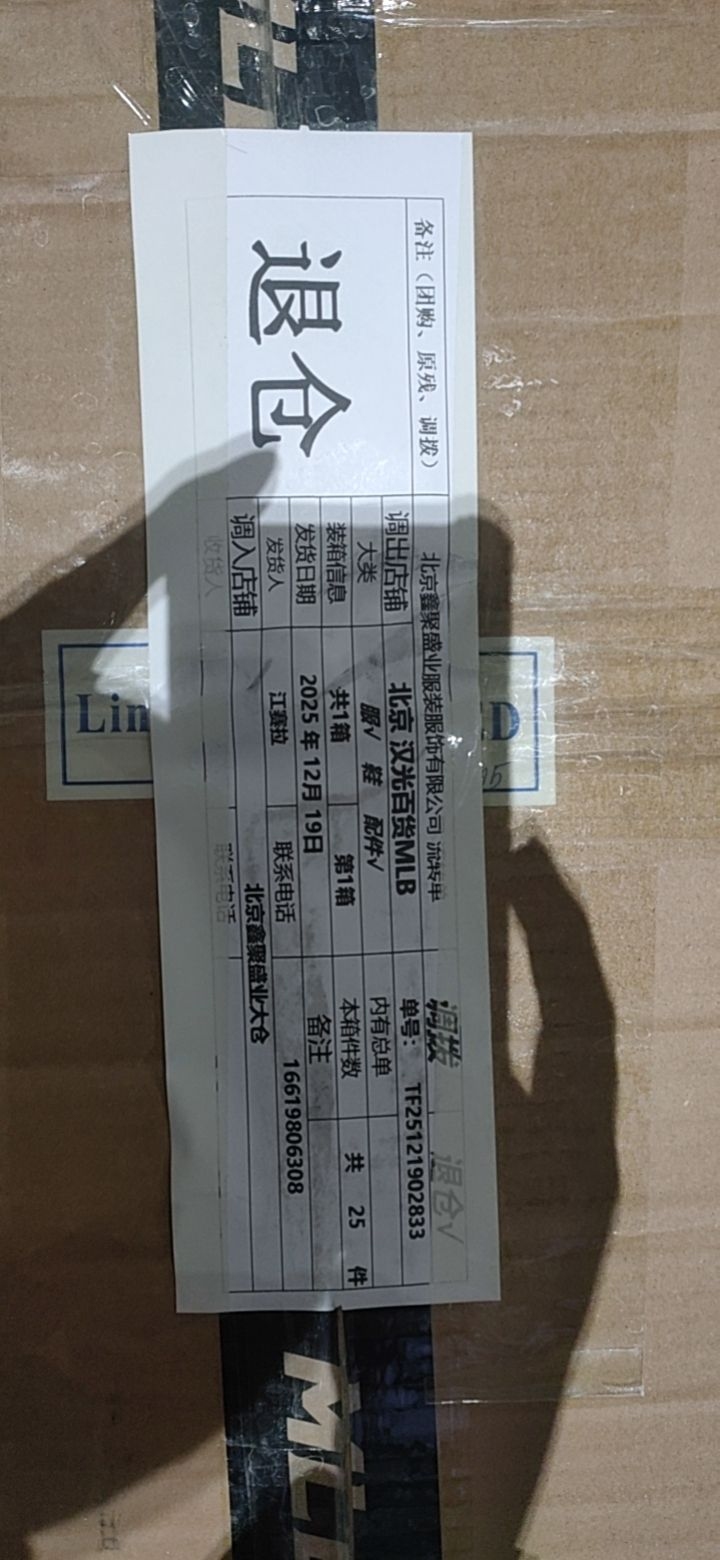 备注（团购、原残、调拨）
退仓
北京鑫聚盛业服装服饰有限公司 流转单
调拨 退仓√
调出店铺 北京 汉光百货MLB 单号： TF25121902833
大类 服√ 鞋 配件√ 内有总单
装箱信息 共1箱 第1箱 本箱件数 共 25 件
发货日期 2025 年 12月 19日 备注
发货人 江赛拉 联系电话 16619806308
调入店铺 北京鑫聚盛业大仓
收货人 联系电话
Lim
ED